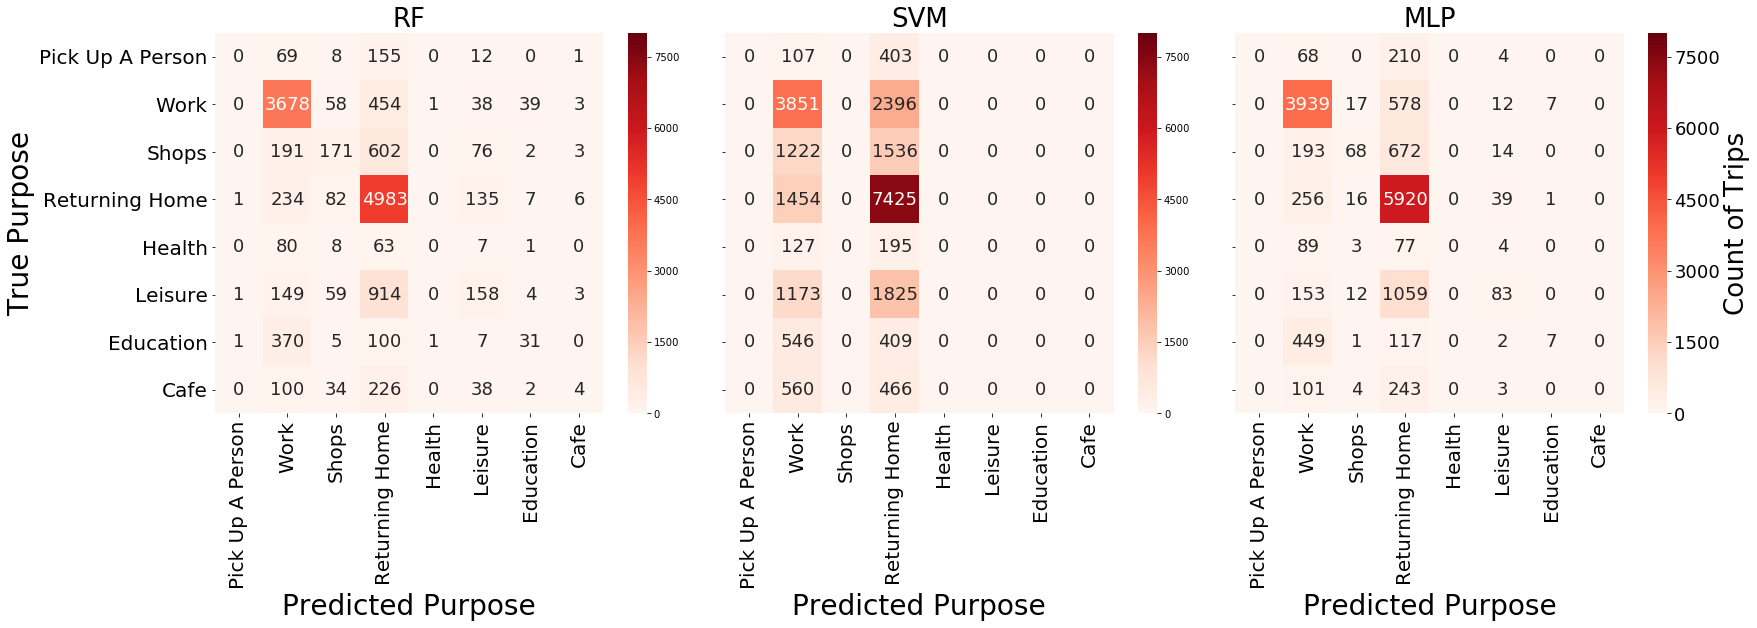 RF SVM MLP
True Purpose
Pick Up A Person 0 69 8 155 0 12 0 1
Work 0 3678 58 454 1 38 39 3
Shops 0 191 171 602 0 76 2 3
Returning Home 1 234 82 4983 0 135 7 6
Health 0 80 8 63 0 7 1 0
Leisure 1 149 59 914 0 158 4 3
Education 1 370 5 100 1 7 31 0
Cafe 0 100 34 226 0 38 2 4
Pick Up A Person Work Shops Returning Home Health Leisure Education Cafe
Predicted Purpose
7500
6000
4500
3000
1500
0
0 107 0 403 0 0 0 0
0 3851 0 2396 0 0 0 0
0 1222 0 1536 0 0 0 0
0 1454 0 7425 0 0 0 0
0 127 0 195 0 0 0 0
0 1173 0 1825 0 0 0 0
0 546 0 409 0 0 0 0
0 560 0 466 0 0 0 0
Pick Up A Person Work Shops Returning Home Health Leisure Education Cafe
Predicted Purpose
7500
6000
4500
3000
1500
0
0 68 0 210 0 4 0 0
0 3939 17 578 0 12 7 0
0 193 68 672 0 14 0 0
0 256 16 5920 0 39 1 0
0 89 3 77 0 4 0 0
0 153 12 1059 0 83 0 0
0 449 1 117 0 2 7 0
0 101 4 243 0 3 0 0
Pick Up A Person Work Shops Returning Home Health Leisure Education Cafe
Predicted Purpose
7500
6000
4500
3000
1500
0
Count of Trips